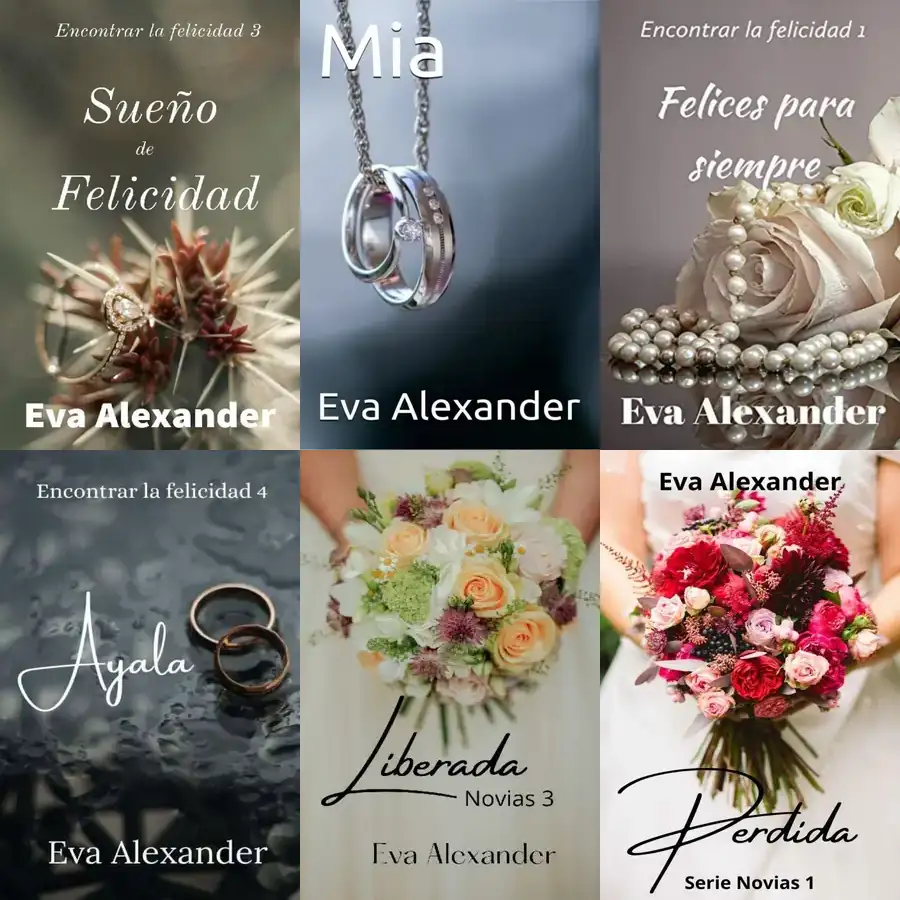 Encontrar la felicidad 3
Sueño
de
Felicidad
Eva Alexander
Mia
Eva Alexander
Encontrar la felicidad 1
Felices para
siempre
Eva Alexander
Encontrar la felicidad 4
Ayala
Eva Alexander
Liberada
Novias 3
Eva Alexander
Eva Alexander
Perdida
Serie Novias 1